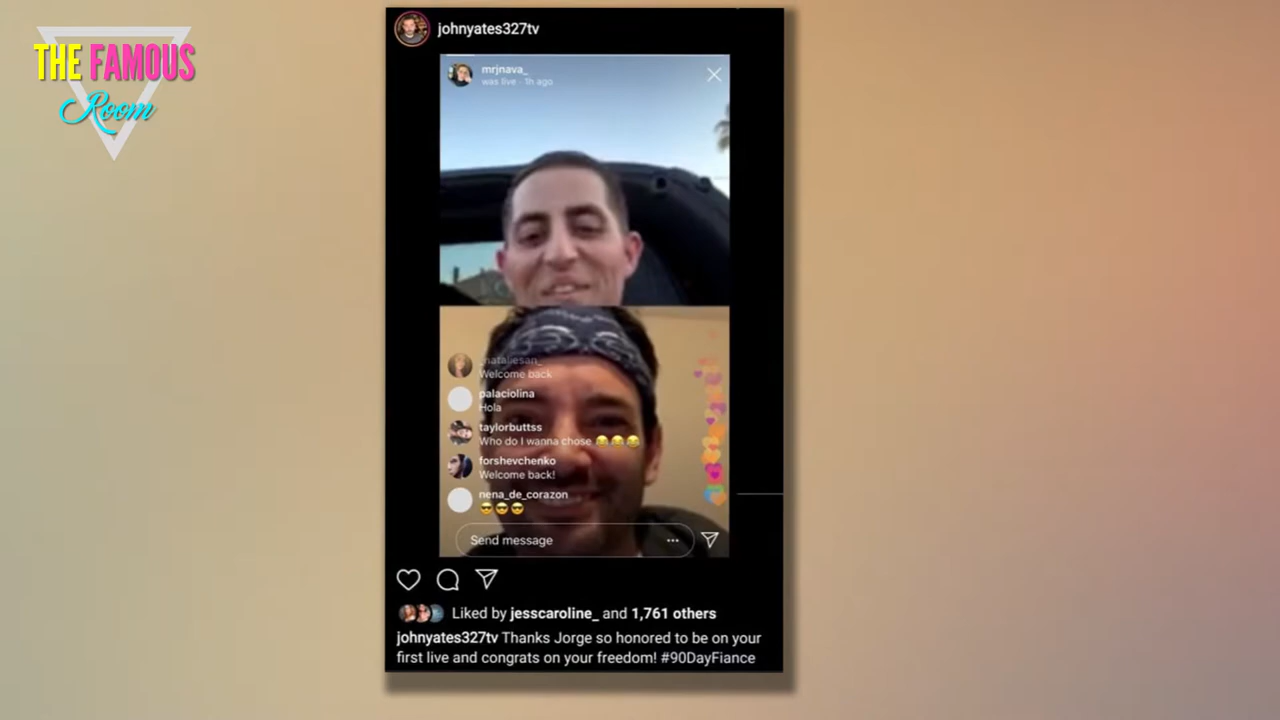 THE FAMOUS
Room
johnyates327tv
mrjnava_
was live · 1h ago
_nataliesan_
Welcome back
palaciolina
Hola
taylorbuttss
Who do I wanna chose 😂😂😂
forshevchenko
Welcome back!
nena_de_corazon
😎😎😎
Send message
Liked by jesscaroline_ and 1,761 others
johnyates327tv Thanks Jorge so honored to be on your
first live and congrats on your freedom! #90DayFiance